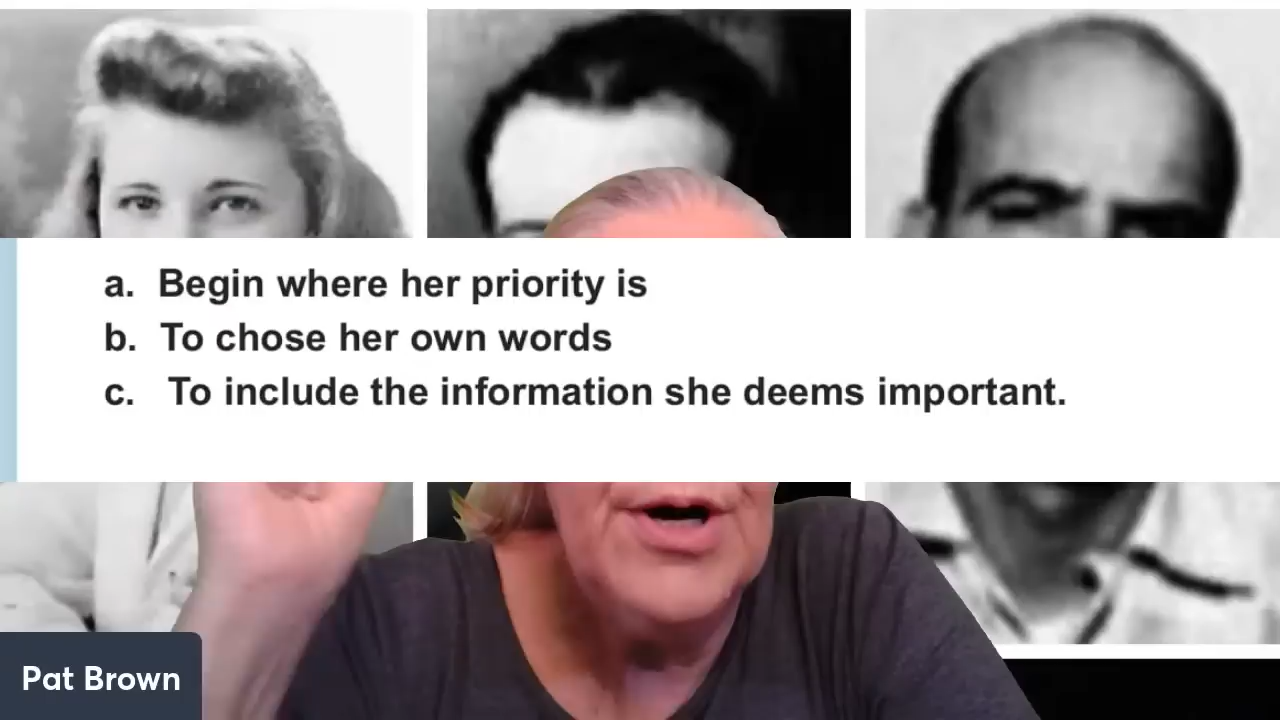 a. Begin where her priority is
b. To chose her own words
c. To include the information she deems important.
Pat Brown